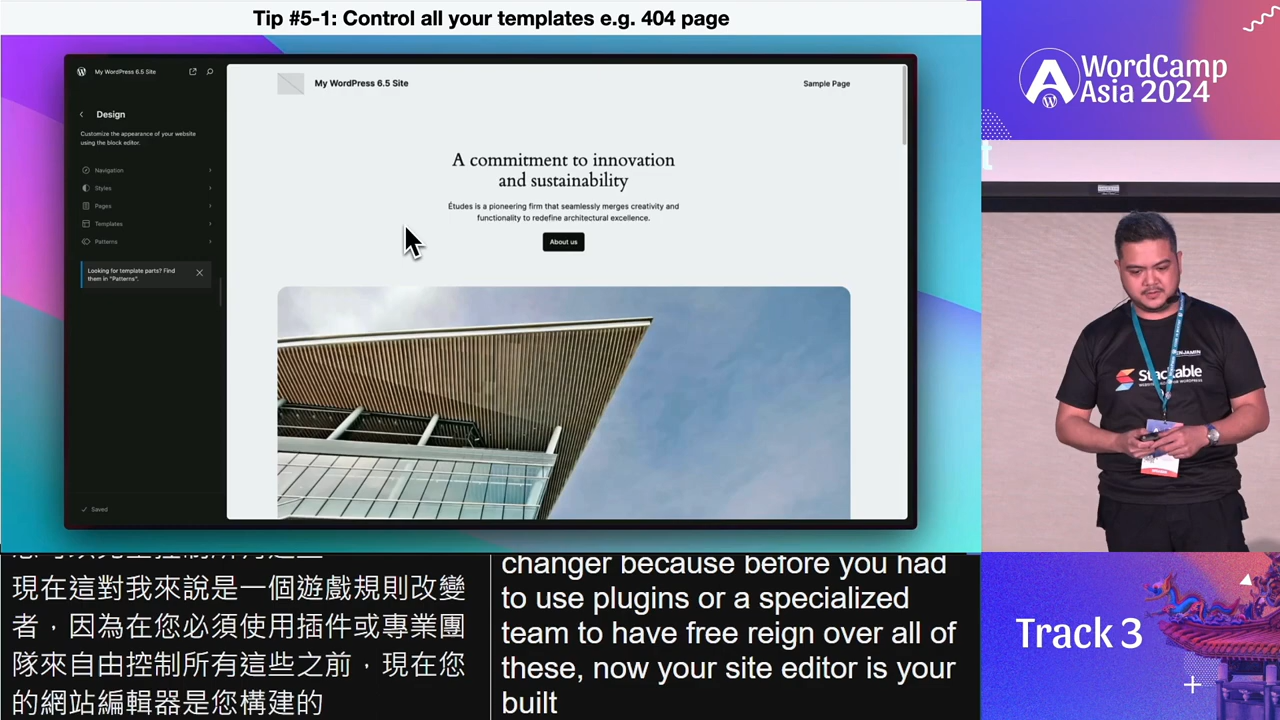 Tip #5-1: Control all your templates e.g. 404 page
My WordPress 6.5 Site
Design
Customize the appearance of your website
using the block editor.
Navigation
Styles
Pages
Templates
Patterns
Looking for template parts? Find
them in "Patterns".
Saved
My WordPress 6.5 Site
Sample Page
A commitment to innovation
and sustainability
Études is a pioneering firm that seamlessly merges creativity and
functionality to redefine architectural excellence.
About us
WordCamp
Asia 2024
BENJAMIN
Stackable
現在這對我來說是一個遊戲規則改變
者，因為在您必須使用插件或專業團
隊來自由控制所有這些之前，現在您
的網站編輯器是您構建的
changer because before you had
to use plugins or a specialized
team to have free reign over all of
these, now your site editor is your
built
Track 3